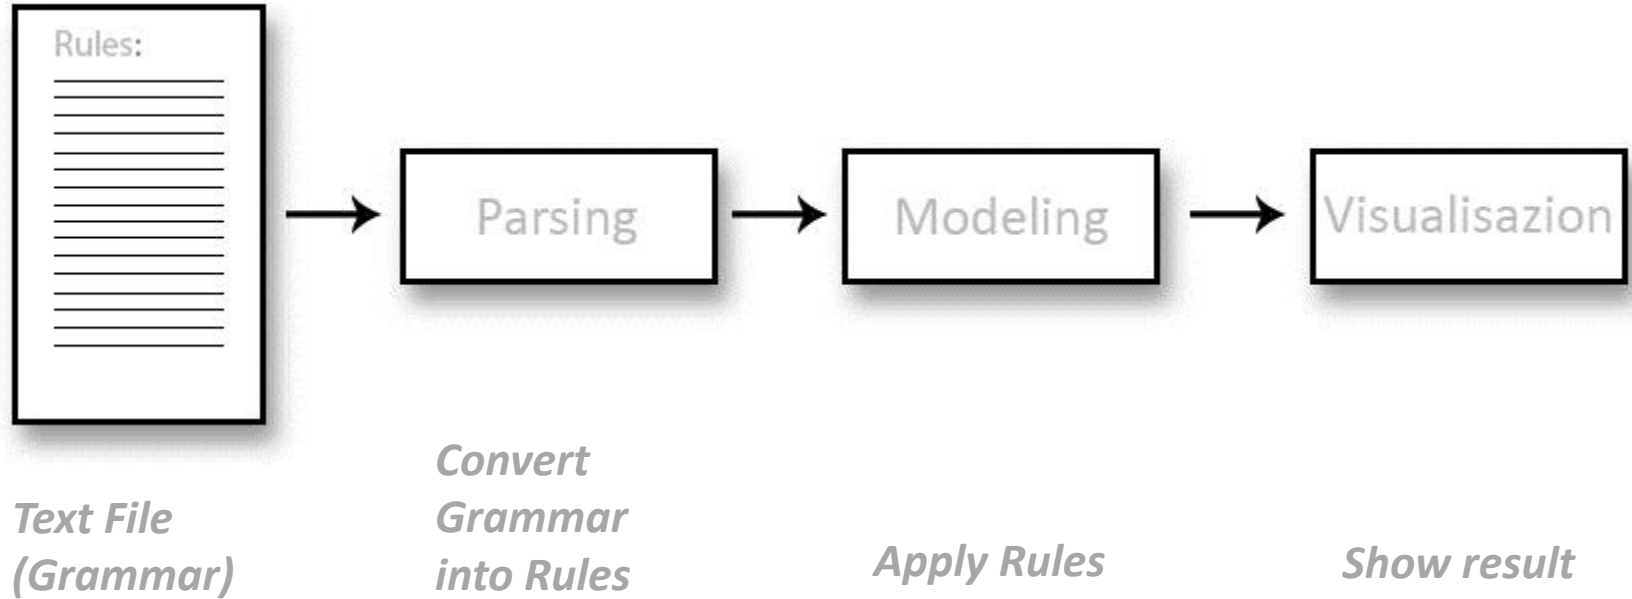 Rules:
Parsing
Modeling
Visualisazion
Text File
(Grammar)
Convert
Grammar
into Rules
Apply Rules
Show result